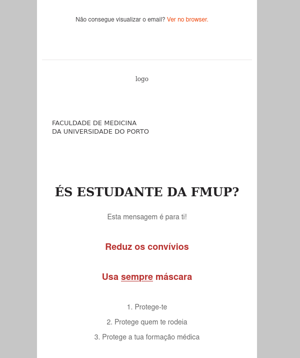 Não consegue visualizar o email? Ver no browser.
logo
FACULDADE DE MEDICINA
DA UNIVERSIDADE DO PORTO
ÉS ESTUDANTE DA FMUP?
Esta mensagem é para ti!
Reduz os convívios
Usa sempre máscara
1. Protege-te
2. Protege quem te rodeia
3. Protege a tua formação médica